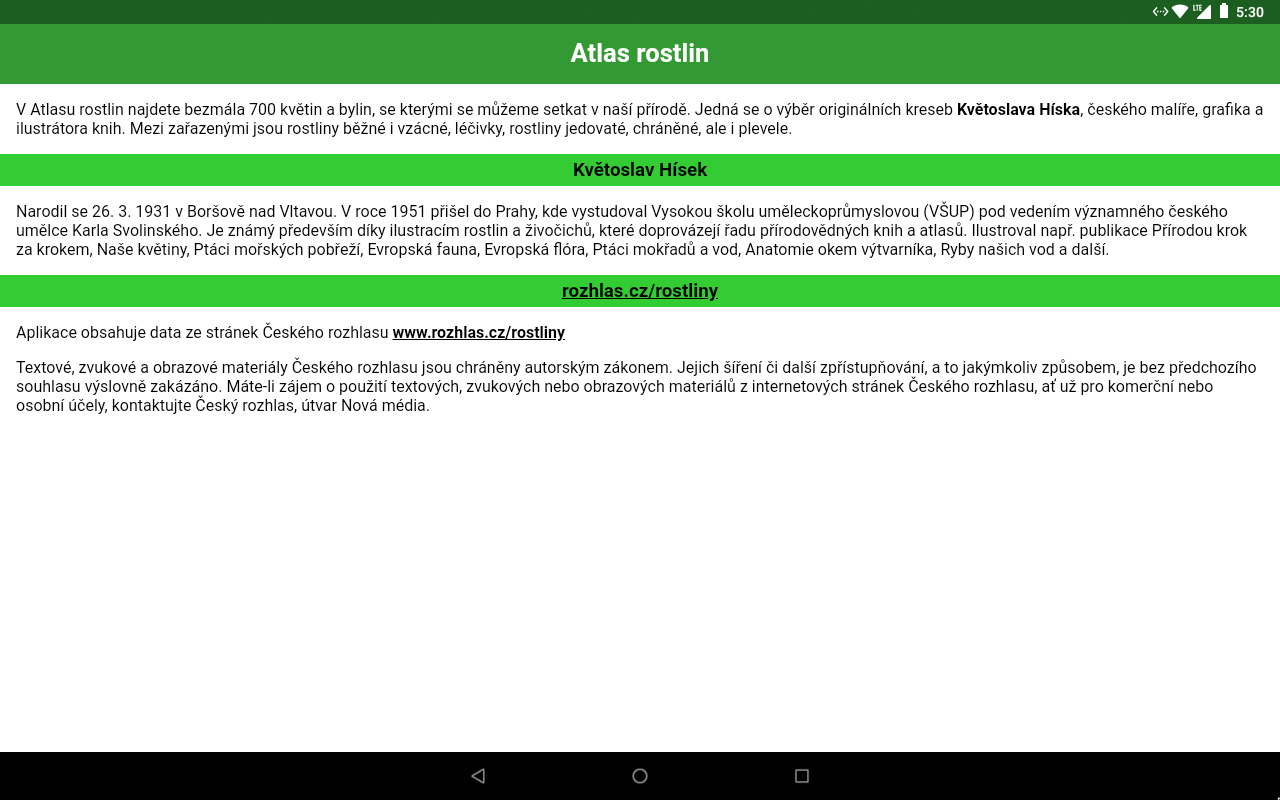 LTE 5:30
Atlas rostlin
V Atlasu rostlin najdete bezmála 700 květin a bylin, se kterými se můžeme setkat v naší přírodě. Jedná se o výběr originálních kreseb Květoslava Híska, českého malíře, grafika a
ilustrátora knih. Mezi zařazenými jsou rostliny běžné i vzácné, léčivky, rostliny jedovaté, chráněné, ale i plevele.
Květoslav Hísek
Narodil se 26. 3. 1931 v Boršově nad Vltavou. V roce 1951 přišel do Prahy, kde vystudoval Vysokou školu uměleckoprůmyslovou (VŠUP) pod vedením významného českého
umělce Karla Svolinského. Je známý především díky ilustracím rostlin a živočichů, které doprovázejí řadu přírodovědných knih a atlasů. Ilustroval např. publikace Přírodou krok
za krokem, Naše květiny, Ptáci mořských pobřeží, Evropská fauna, Evropská flóra, Ptáci mokřadů a vod, Anatomie okem výtvarníka, Ryby našich vod a další.
rozhlas.cz/rostliny
Aplikace obsahuje data ze stránek Českého rozhlasu www.rozhlas.cz/rostliny
Textové, zvukové a obrazové materiály Českého rozhlasu jsou chráněny autorským zákonem. Jejich šíření či další zpřístupňování, a to jakýmkoliv způsobem, je bez předchozího
souhlasu výslovně zakázáno. Máte-li zájem o použití textových, zvukových nebo obrazových materiálů z internetových stránek Českého rozhlasu, ať už pro komerční nebo
osobní účely, kontaktujte Český rozhlas, útvar Nová média.